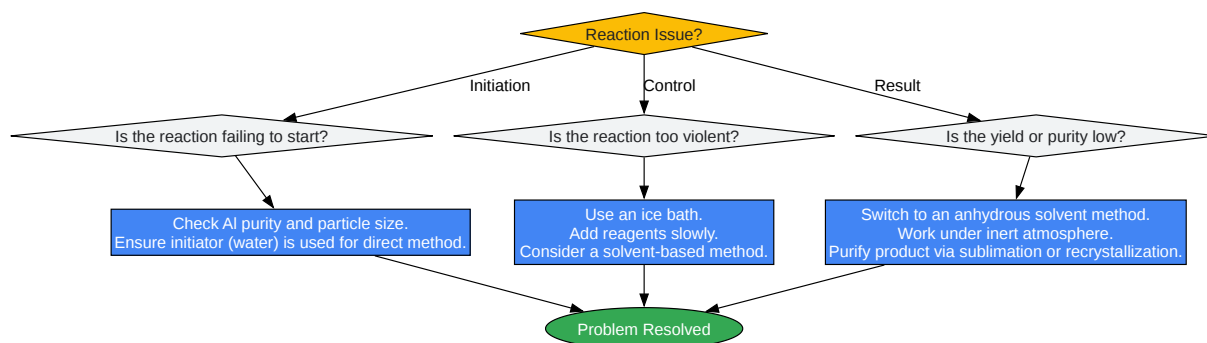 Reaction Issue?
Initiation
Control
Result
Is the reaction failing to start?
Is the reaction too violent?
Is the yield or purity low?
Check Al purity and particle size.
Ensure initiator (water) is used for direct method.
Use an ice bath.
Add reagents slowly.
Consider a solvent-based method.
Switch to an anhydrous solvent method.
Work under inert atmosphere.
Purify product via sublimation or recrystallization.
Problem Resolved